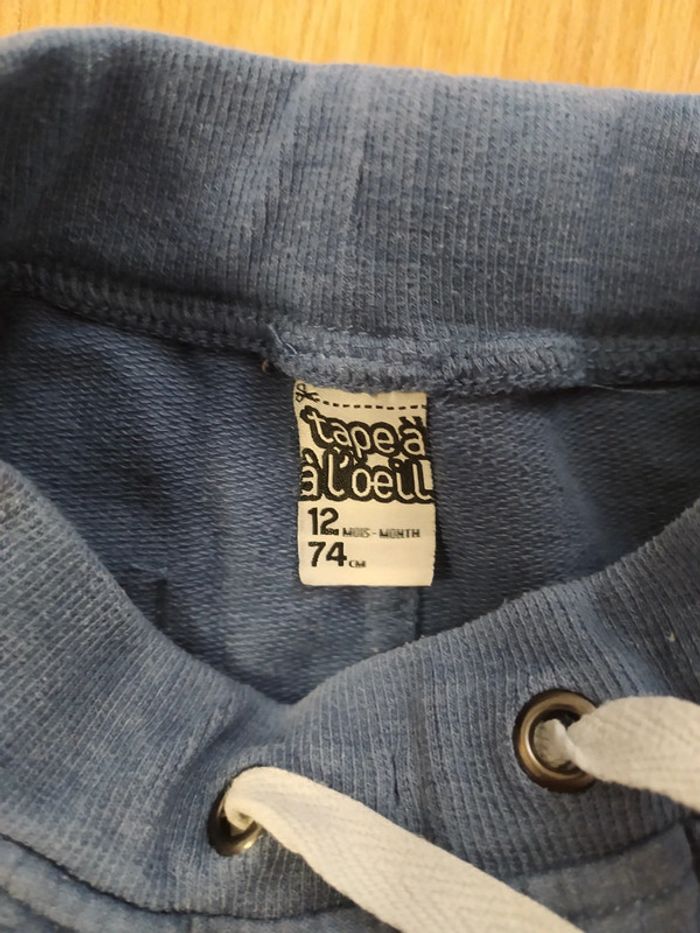 tape à
à l'oeil
12 MOIS - MONTH
74 CM